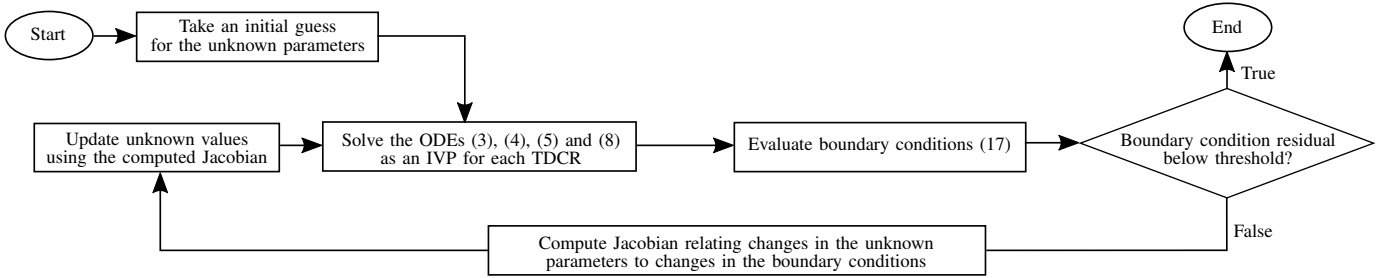 Start
Take an initial guess
for the unknown parameters
End
True
Update unknown values
using the computed Jacobian
Solve the ODEs (3), (4), (5) and (8)
as an IVP for each TDCR
Evaluate boundary conditions (17)
Boundary condition residual
below threshold?
False
Compute Jacobian relating changes in the unknown
parameters to changes in the boundary conditions